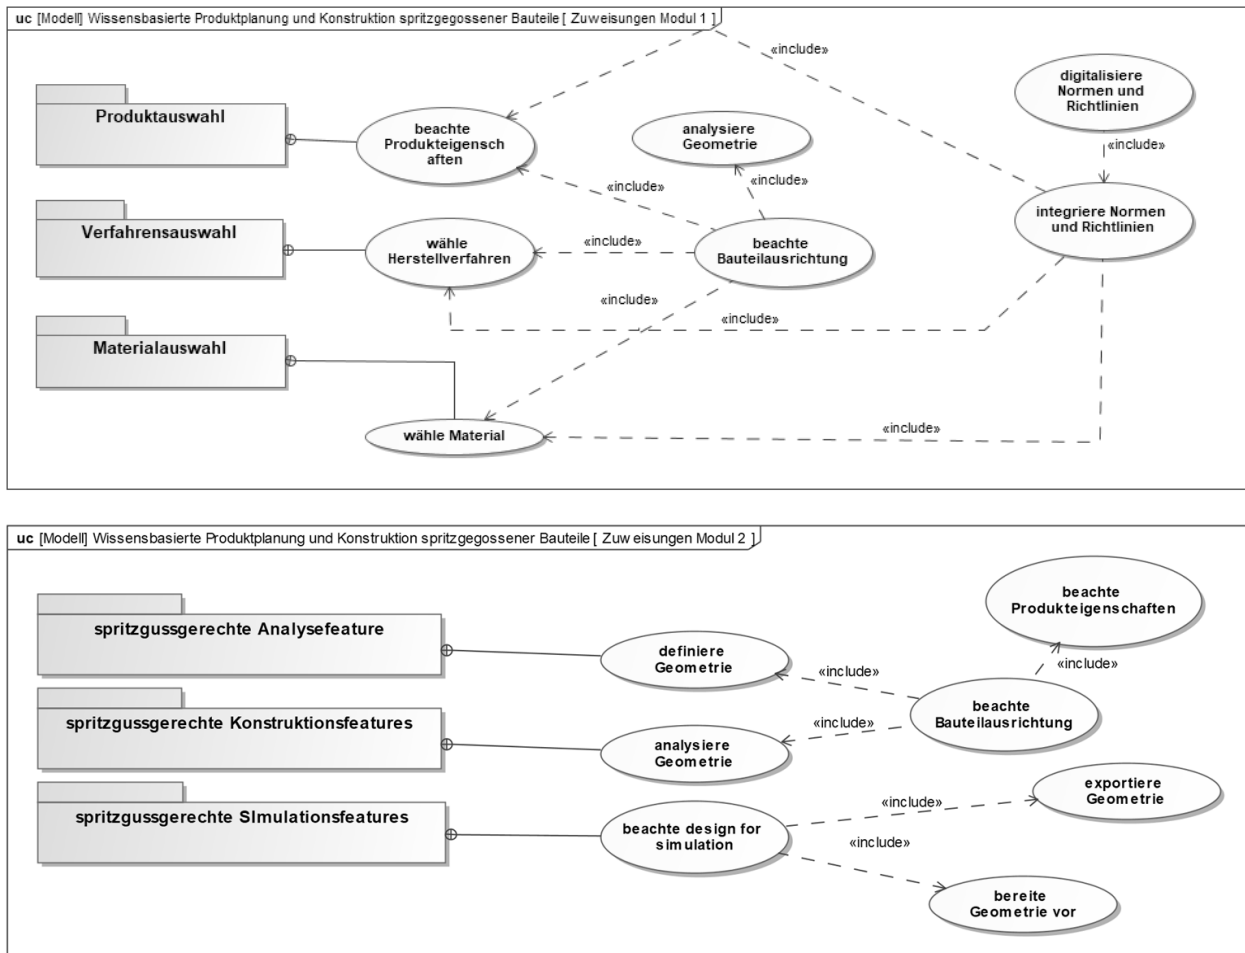 uc [Modell] Wissensbasierte Produktplanung und Konstruktion spritzgegossener Bauteile [ Zuweisungen Modul 1 ]
«include»
digitalisiere
Normen und
Richtlinien
Produktauswahl
beachte
Produkteigensch
aften
analysiere
Geometrie
«include»
«include»
«include»
Verfahrensauswahl
wähle
Herstellverfahren
«include»
beachte
Bauteilausrichtung
integriere Normen
und Richtlinien
«include»
«include»
Materialauswahl
wähle Material
«include»
uc [Modell] Wissensbasierte Produktplanung und Konstruktion spritzgegossener Bauteile [ Zuweisungen Modul 2 ]
beachte
Produkteigenschaften
spritzgussgerechte Analysefeature
definiere
Geometrie
«include»
«include»
spritzgussgerechte Konstruktionsfeatures
analysiere
Geometrie
«include»
beachte
Bauteilausrichtung
spritzgussgerechte SImulationsfeatures
beachte design for
simulation
«include»
exportiere
Geometrie
«include»
bereite
Geometrie vor